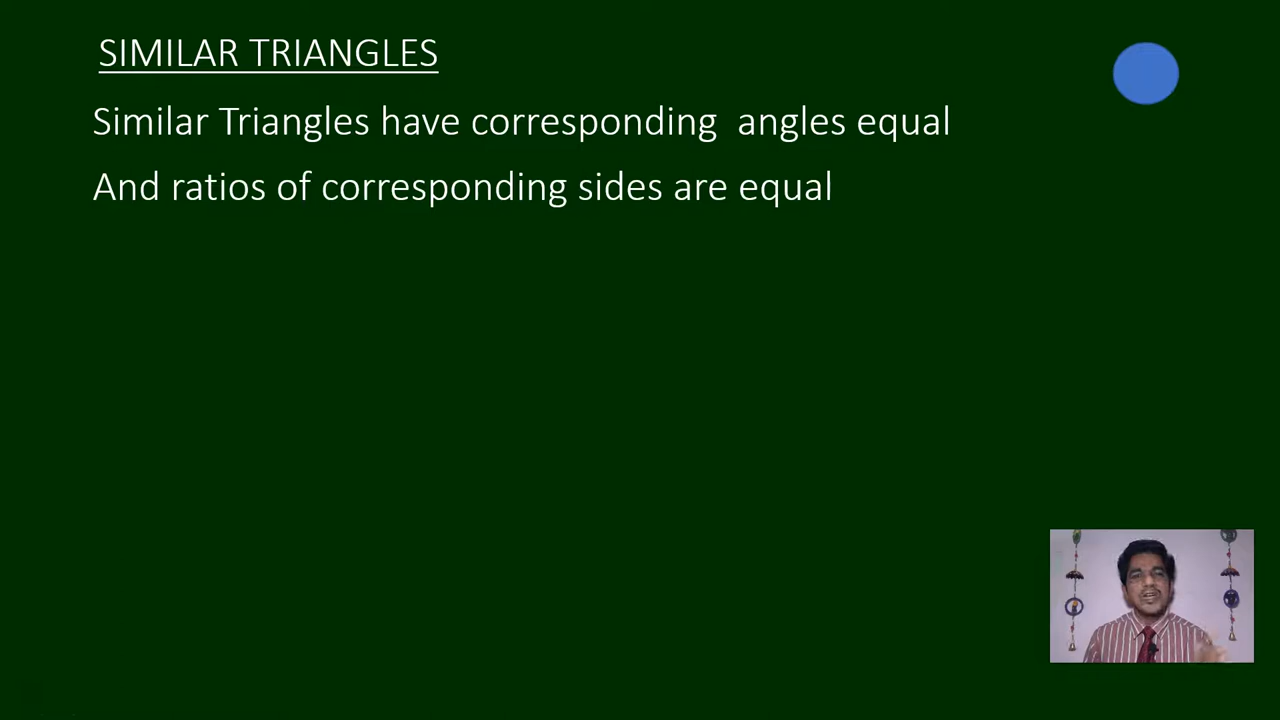 SIMILAR TRIANGLES
Similar Triangles have corresponding  angles equal
And ratios of corresponding sides are equal